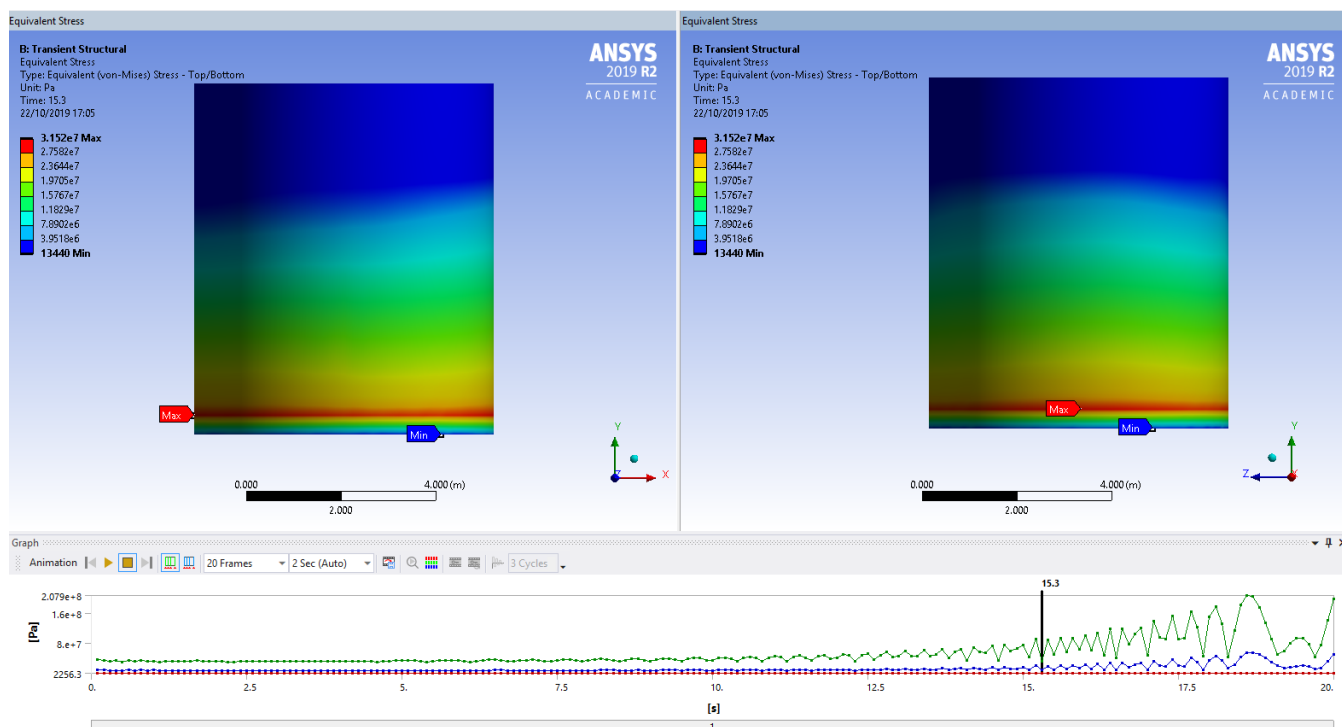 Equivalent Stress
B: Transient Structural
Equivalent Stress
Type: Equivalent (von-Mises) Stress - Top/Bottom
Unit: Pa
Time: 15.3
22/10/2019 17:05
3.152e7 Max
2.7582e7
2.3644e7
1.9705e7
1.5767e7
1.1829e7
7.8902e6
3.9518e6
13440 Min
ANSYS
2019 R2
ACADEMIC
Max
Min
Y
Z
X
0.000
4.000 (m)
2.000
Equivalent Stress
B: Transient Structural
Equivalent Stress
Type: Equivalent (von-Mises) Stress - Top/Bottom
Unit: Pa
Time: 15.3
22/10/2019 17:05
3.152e7 Max
2.7582e7
2.3644e7
1.9705e7
1.5767e7
1.1829e7
7.8902e6
3.9518e6
13440 Min
ANSYS
2019 R2
ACADEMIC
Max
Min
Y
Z
X
0.000
4.000 (m)
2.000
Graph
Animation 20 Frames 2 Sec (Auto) 3 Cycles
15.3
2.079e+8
1.6e+8
8.e+7
2256.3
[Pa]
0. 2.5 5. 7.5 10. 12.5 15. 17.5 20.
[s]
1